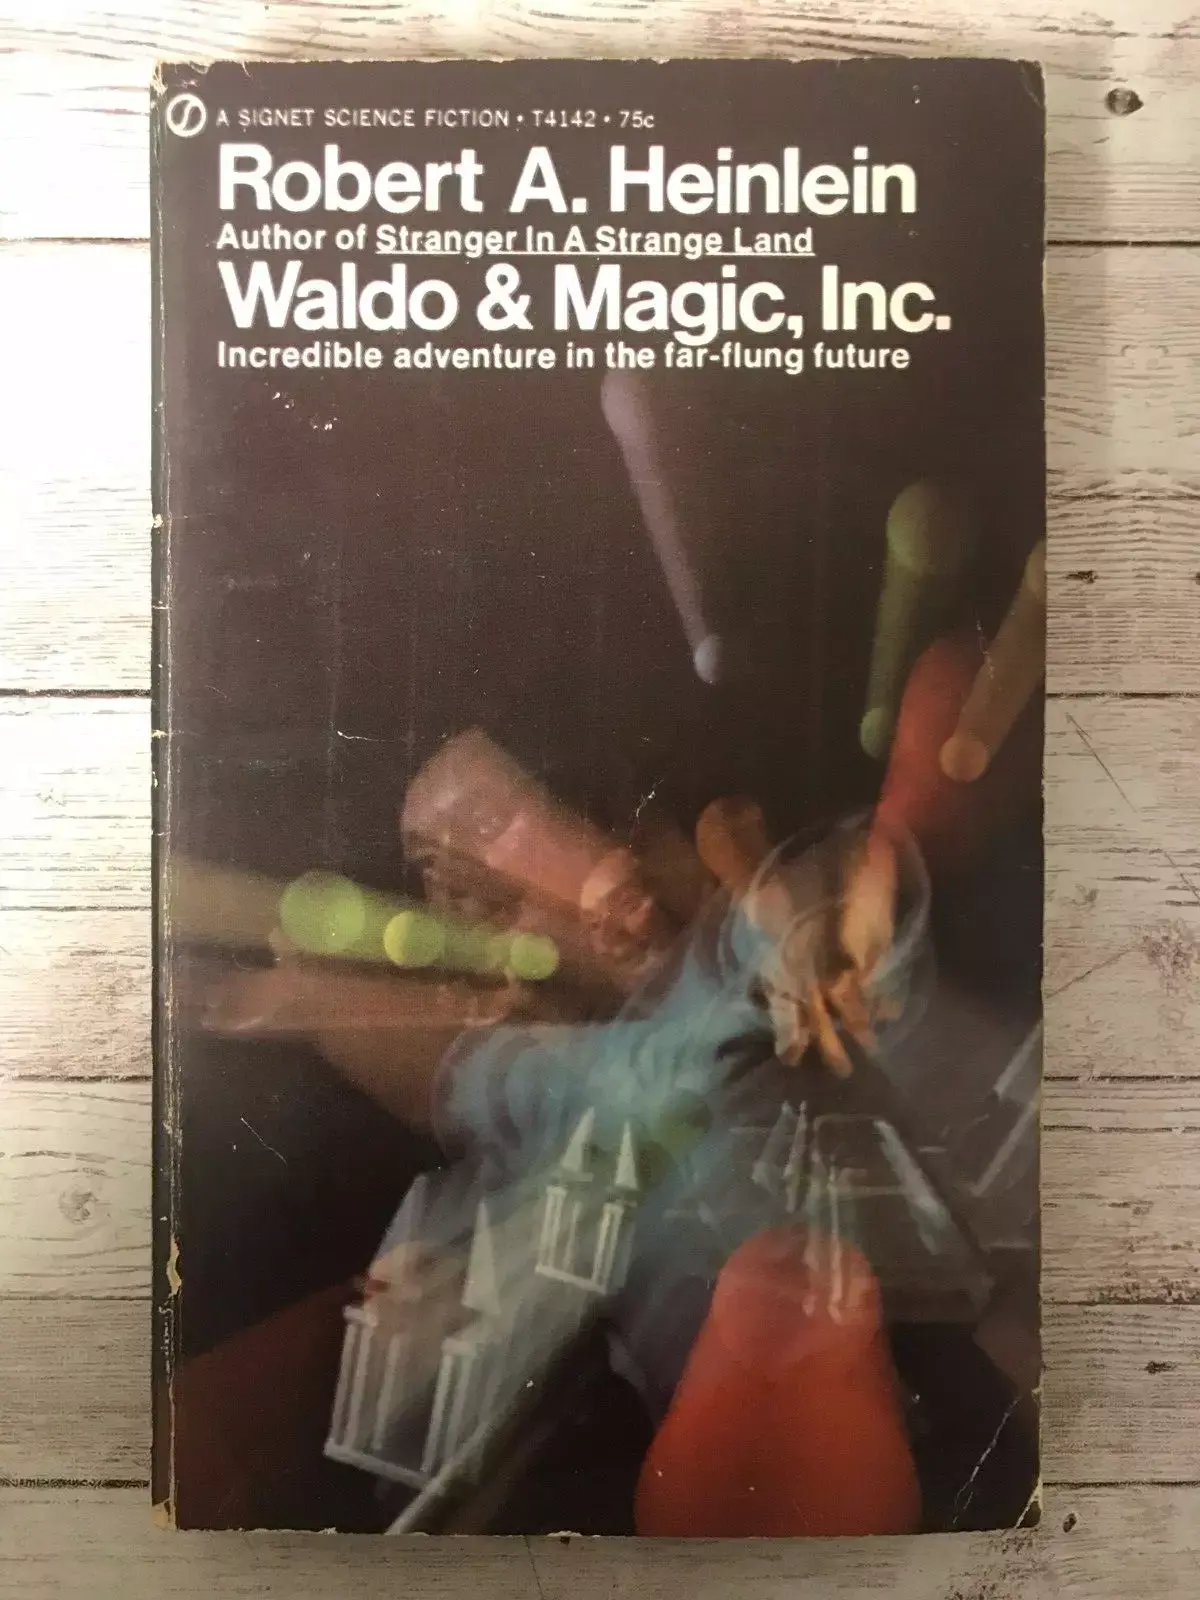 A SIGNET SCIENCE FICTION • T4142 • 75c
Robert A. Heinlein
Author of Stranger In A Strange Land
Waldo & Magic, Inc.
Incredible adventure in the far-flung future